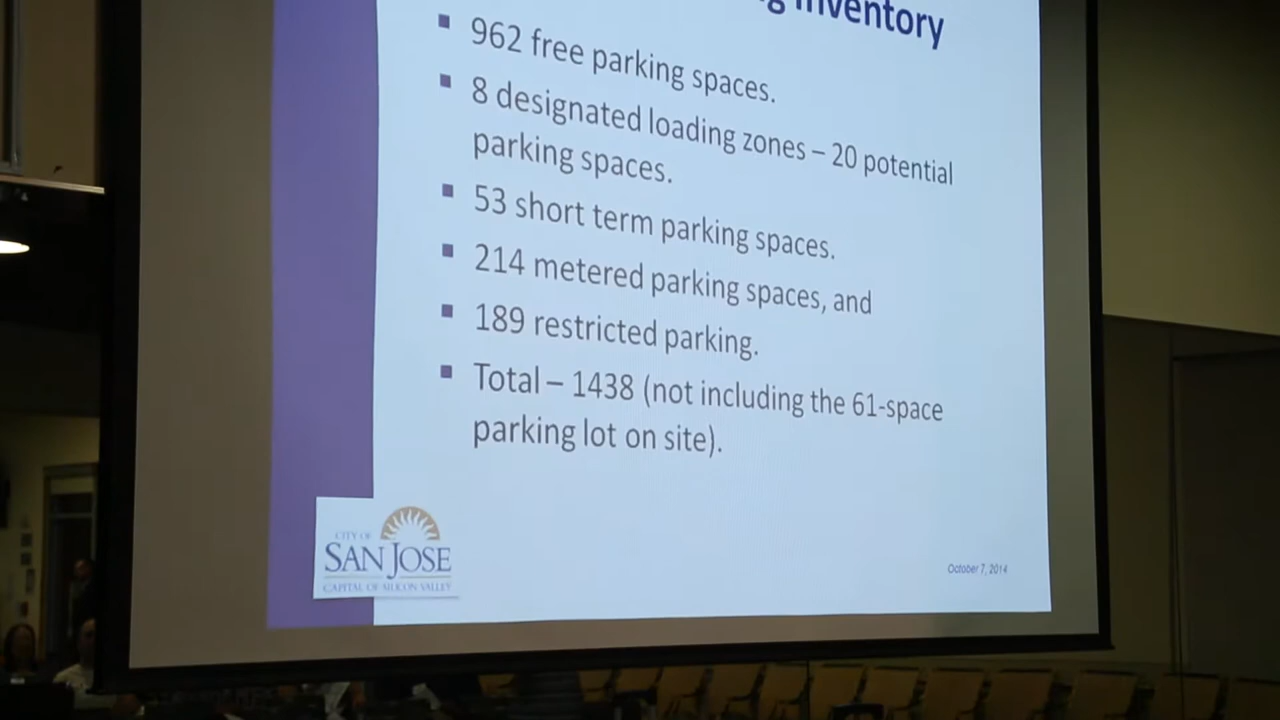 Inventory
962 free parking spaces.
8 designated loading zones – 20 potential
parking spaces.
53 short term parking spaces.
214 metered parking spaces, and
189 restricted parking.
Total – 1438 (not including the 61-space
parking lot on site).
CITY OF
SAN JOSE
CAPITAL OF SILICON VALLEY
October 7, 2014